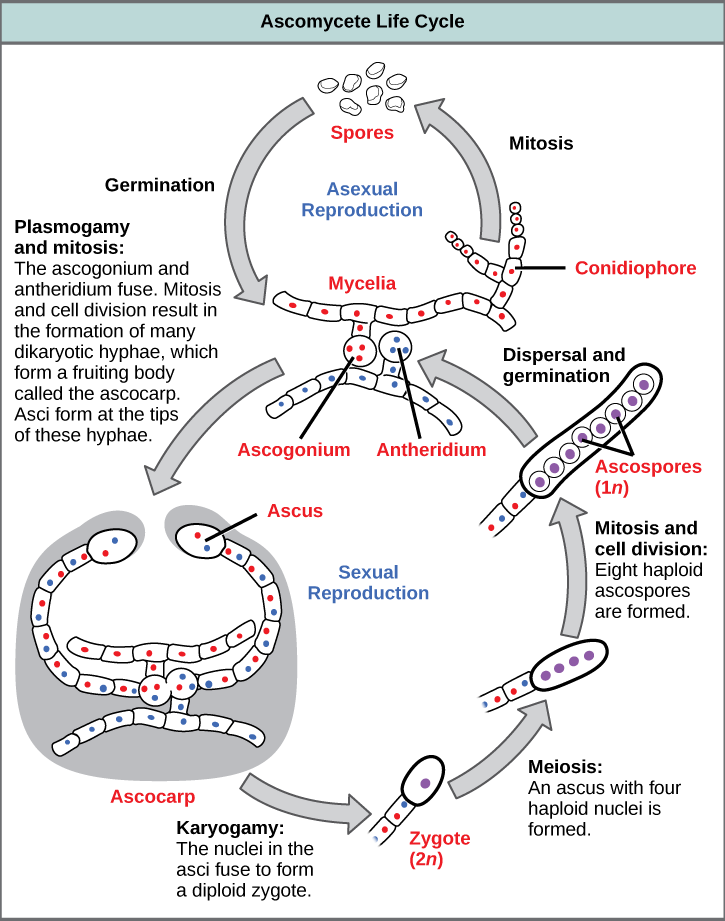 Ascomycete Life Cycle
Spores
Mitosis
Germination
Asexual
Reproduction
Plasmogamy
and mitosis:
The ascogonium and
antheridium fuse. Mitosis
and cell division result in
the formation of many
dikaryotic hyphae, which
form a fruiting body
called the ascocarp.
Asci form at the tips
of these hyphae.
Conidiophore
Mycelia
Dispersal and
germination
Ascogonium
Antheridium
Ascospores
(1n)
Ascus
Mitosis and
cell division:
Eight haploid
ascospores
are formed.
Sexual
Reproduction
Meiosis:
An ascus with four
haploid nuclei is
formed.
Ascocarp
Karyogamy:
The nuclei in the
asci fuse to form
a diploid zygote.
Zygote
(2n)